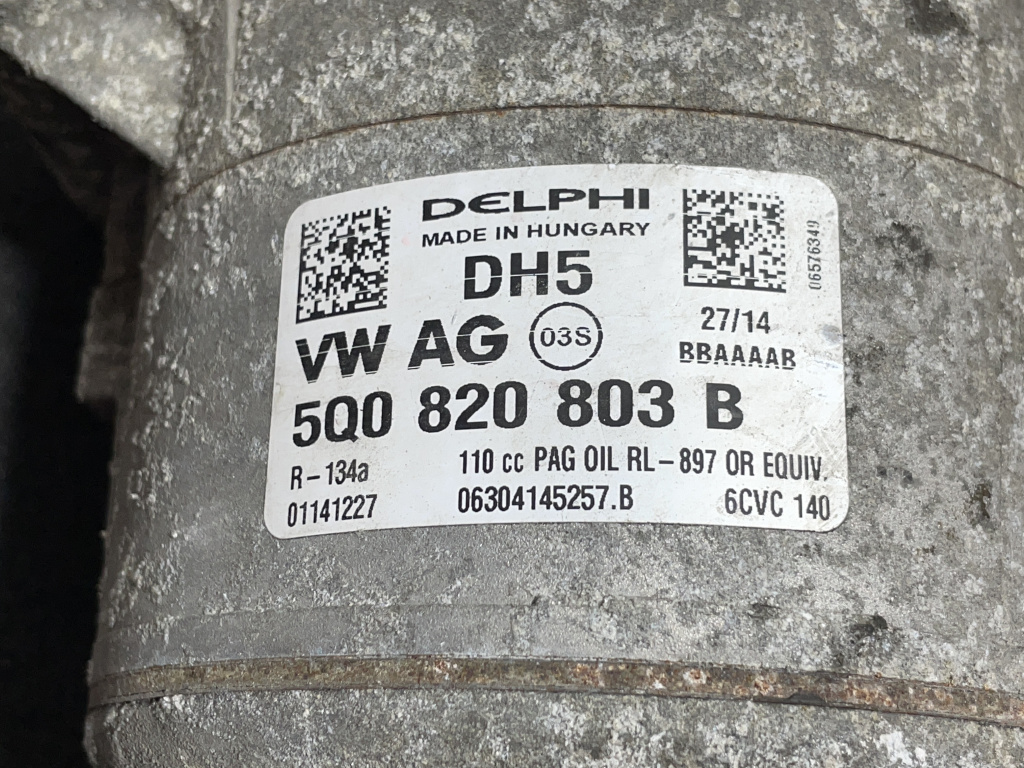 DELPHI
MADE IN HUNGARY
DH5
06576349
VW AG 03S
27/14
BBAAAAB
5Q0 820 803 B
R-134a 110 cc PAG OIL RL-897 OR EQUIV.
01141227 06304145257.B 6CVC 140